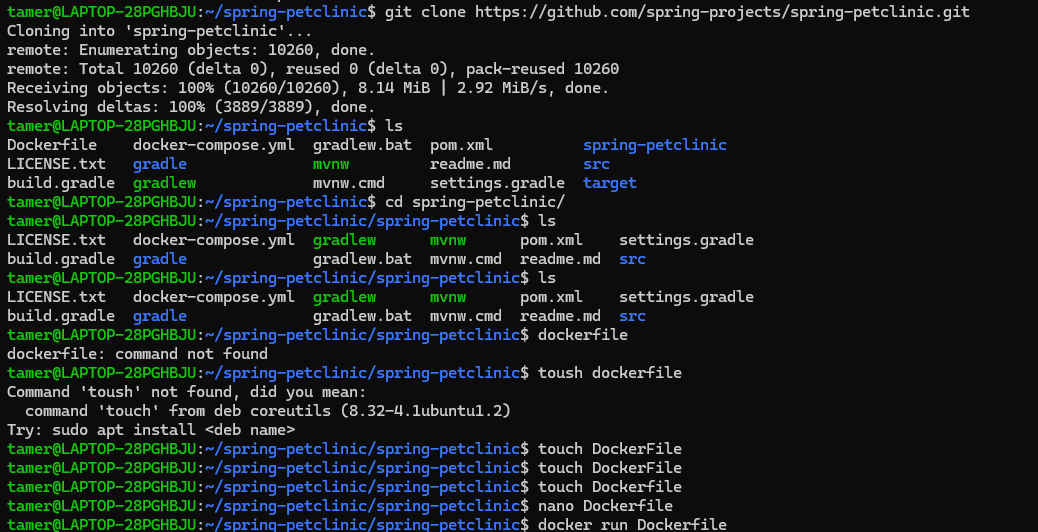 tamer@LAPTOP-28PGHBJU:~/spring-petclinic$ git clone https://github.com/spring-projects/spring-petclinic.git
Cloning into 'spring-petclinic'...
remote: Enumerating objects: 10260, done.
remote: Total 10260 (delta 0), reused 0 (delta 0), pack-reused 10260
Receiving objects: 100% (10260/10260), 8.14 MiB | 2.92 MiB/s, done.
Resolving deltas: 100% (3889/3889), done.
tamer@LAPTOP-28PGHBJU:~/spring-petclinic$ ls
Dockerfile    docker-compose.yml  gradlew.bat  pom.xml          spring-petclinic
LICENSE.txt   gradle              mvnw         readme.md        src
build.gradle  gradlew             mvnw.cmd     settings.gradle  target
tamer@LAPTOP-28PGHBJU:~/spring-petclinic$ cd spring-petclinic/
tamer@LAPTOP-28PGHBJU:~/spring-petclinic/spring-petclinic$ ls
LICENSE.txt   docker-compose.yml  gradlew      mvnw      pom.xml    settings.gradle
build.gradle  gradle              gradlew.bat  mvnw.cmd  readme.md  src
tamer@LAPTOP-28PGHBJU:~/spring-petclinic/spring-petclinic$ ls
LICENSE.txt   docker-compose.yml  gradlew      mvnw      pom.xml    settings.gradle
build.gradle  gradle              gradlew.bat  mvnw.cmd  readme.md  src
tamer@LAPTOP-28PGHBJU:~/spring-petclinic/spring-petclinic$ dockerfile
dockerfile: command not found
tamer@LAPTOP-28PGHBJU:~/spring-petclinic/spring-petclinic$ toush dockerfile
Command 'toush' not found, did you mean:
  command 'touch' from deb coreutils (8.32-4.1ubuntu1.2)
Try: sudo apt install <deb name>
tamer@LAPTOP-28PGHBJU:~/spring-petclinic/spring-petclinic$ touch DockerFile
tamer@LAPTOP-28PGHBJU:~/spring-petclinic/spring-petclinic$ touch DockerFile
tamer@LAPTOP-28PGHBJU:~/spring-petclinic/spring-petclinic$ touch Dockerfile
tamer@LAPTOP-28PGHBJU:~/spring-petclinic/spring-petclinic$ nano Dockerfile
tamer@LAPTOP-28PGHBJU:~/spring-petclinic/spring-petclinic$ docker run Dockerfile